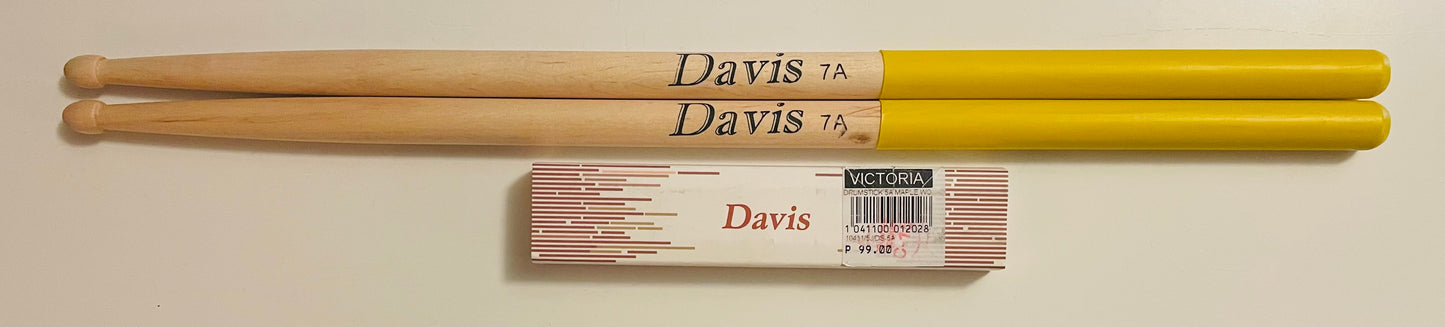 Davis 7A
Davis 7A
Davis
VICTORIA
DRUMSTICK 5A MAPLE WO
1 041100 012028
P 99.00